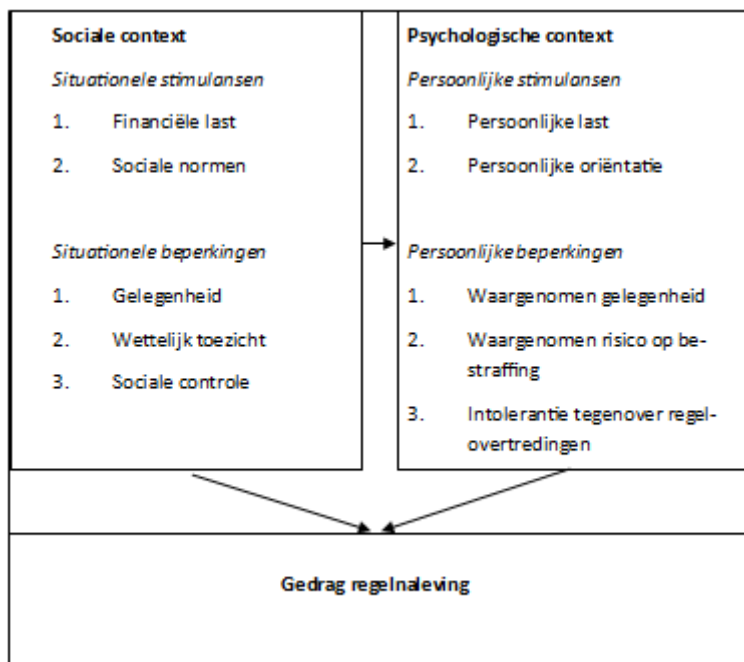 Sociale context
Situationele stimulansen
1. Financiële last
2. Sociale normen
Situationele beperkingen
1. Gelegenheid
2. Wettelijk toezicht
3. Sociale controle
Psychologische context
Persoonlijke stimulansen
1. Persoonlijke last
2. Persoonlijke oriëntatie
Persoonlijke beperkingen
1. Waargenomen gelegenheid
2. Waargenomen risico op be-
straffing
3. Intolerantie tegenover regel-
overtredingen
Gedrag regelnaleving